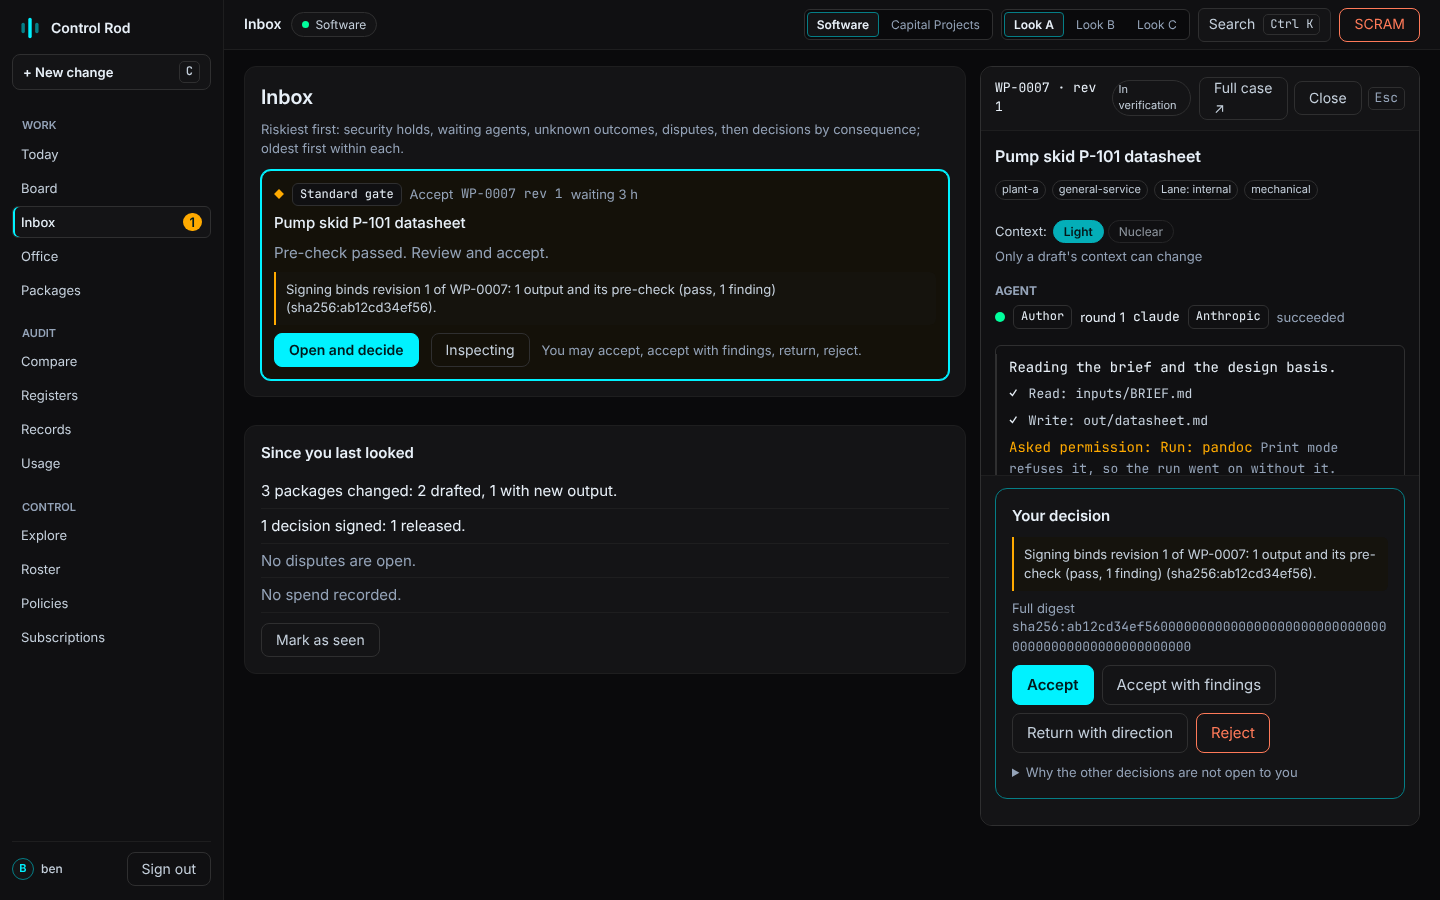 Control Rod
+ New change C
WORK
Today
Board
Inbox 1
Office
Packages
AUDIT
Compare
Registers
Records
Usage
CONTROL
Explore
Roster
Policies
Subscriptions
B ben Sign out
Inbox Software Software Capital Projects Look A Look B Look C Search Ctrl K SCRAM
Inbox
Riskiest first: security holds, waiting agents, unknown outcomes, disputes, then decisions by consequence;
oldest first within each.
Standard gate Accept WP-0007 rev 1 waiting 3 h
Pump skid P-101 datasheet
Pre-check passed. Review and accept.
Signing binds revision 1 of WP-0007: 1 output and its pre-check (pass, 1 finding)
(sha256:ab12cd34ef56).
Open and decide Inspecting You may accept, accept with findings, return, reject.
Since you last looked
3 packages changed: 2 drafted, 1 with new output.
1 decision signed: 1 released.
No disputes are open.
No spend recorded.
Mark as seen
WP-0007 · rev
1
In
verification
Full case
↗
Close Esc
Pump skid P-101 datasheet
plant-a general-service Lane: internal mechanical
Context: Light Nuclear
Only a draft's context can change
AGENT
Author round 1 claude Anthropic succeeded
Reading the brief and the design basis.
✓ Read: inputs/BRIEF.md
✓ Write: out/datasheet.md
Asked permission: Run: pandoc Print mode
refuses it, so the run went on without it.
Your decision
Signing binds revision 1 of WP-0007: 1 output and its pre-
check (pass, 1 finding) (sha256:ab12cd34ef56).
Full digest
sha256:ab12cd34ef5600000000000000000000000000000
00000000000000000000000
Accept Accept with findings
Return with direction Reject
▶ Why the other decisions are not open to you